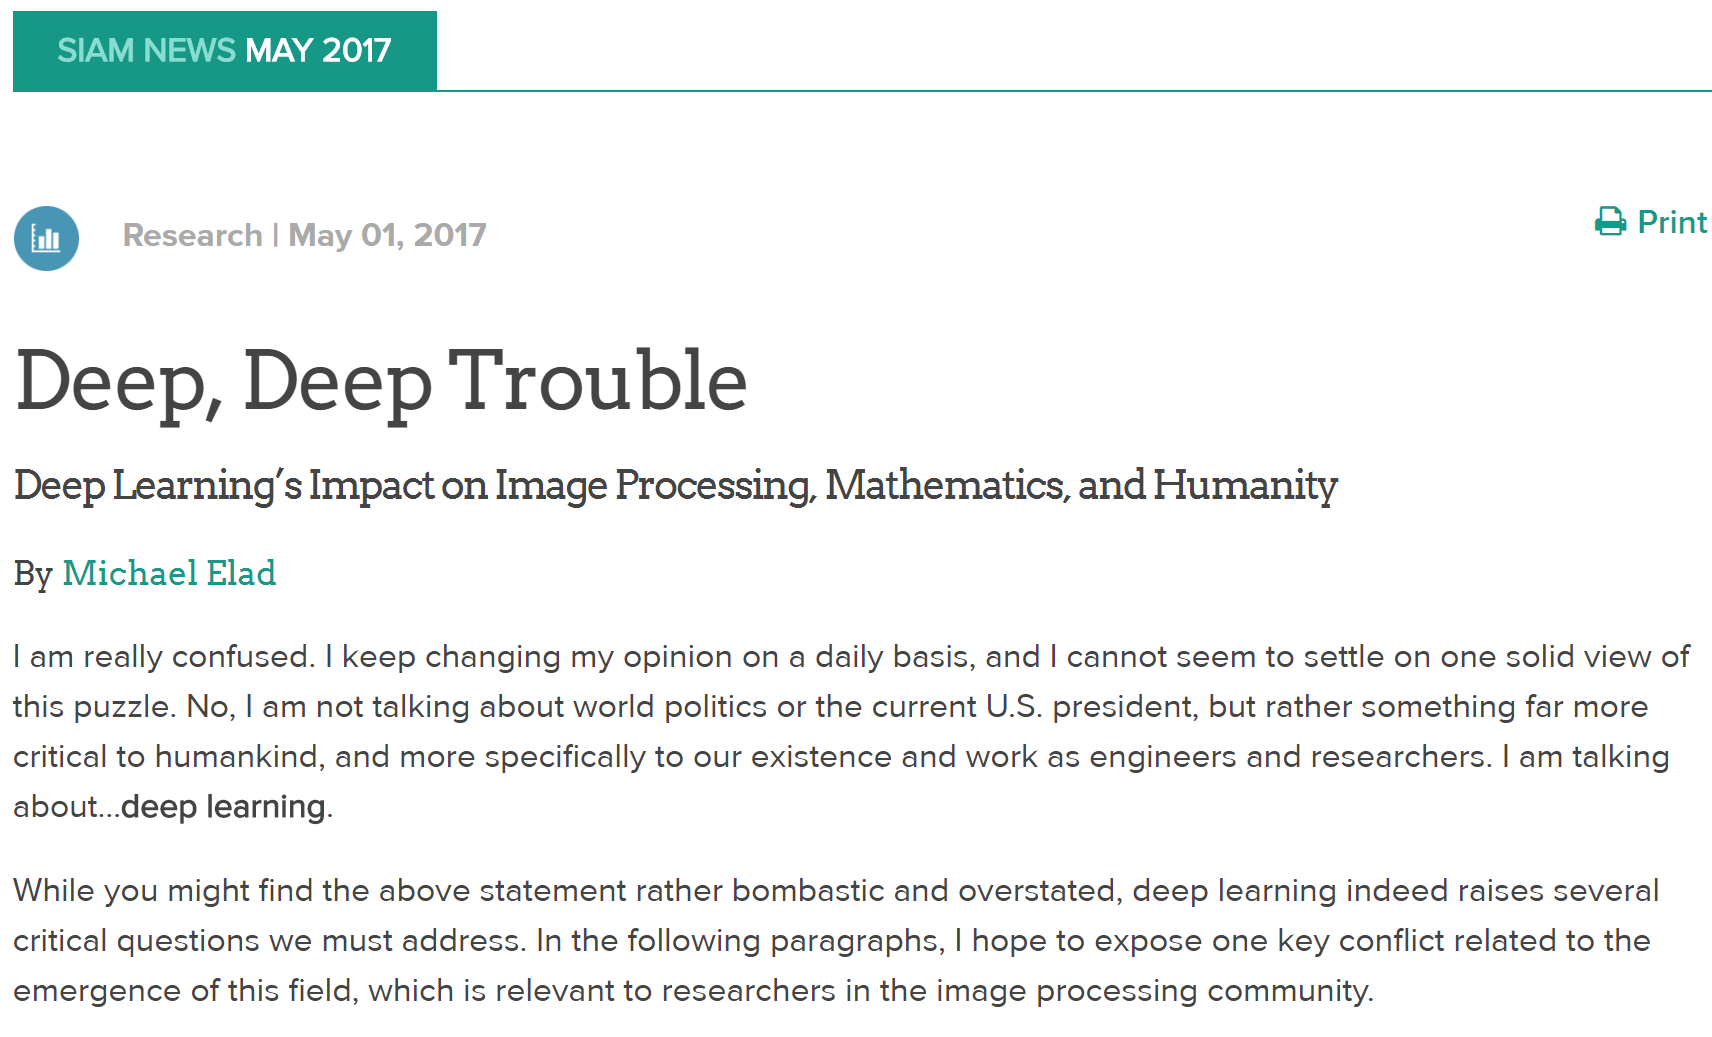 SIAM NEWS MAY 2017
Research | May 01, 2017
Print
Deep, Deep Trouble
Deep Learning’s Impact on Image Processing, Mathematics, and Humanity
By Michael Elad
I am really confused. I keep changing my opinion on a daily basis, and I cannot seem to settle on one solid view of
this puzzle. No, I am not talking about world politics or the current U.S. president, but rather something far more
critical to humankind, and more specifically to our existence and work as engineers and researchers. I am talking
about...deep learning.
While you might find the above statement rather bombastic and overstated, deep learning indeed raises several
critical questions we must address. In the following paragraphs, I hope to expose one key conflict related to the
emergence of this field, which is relevant to researchers in the image processing community.